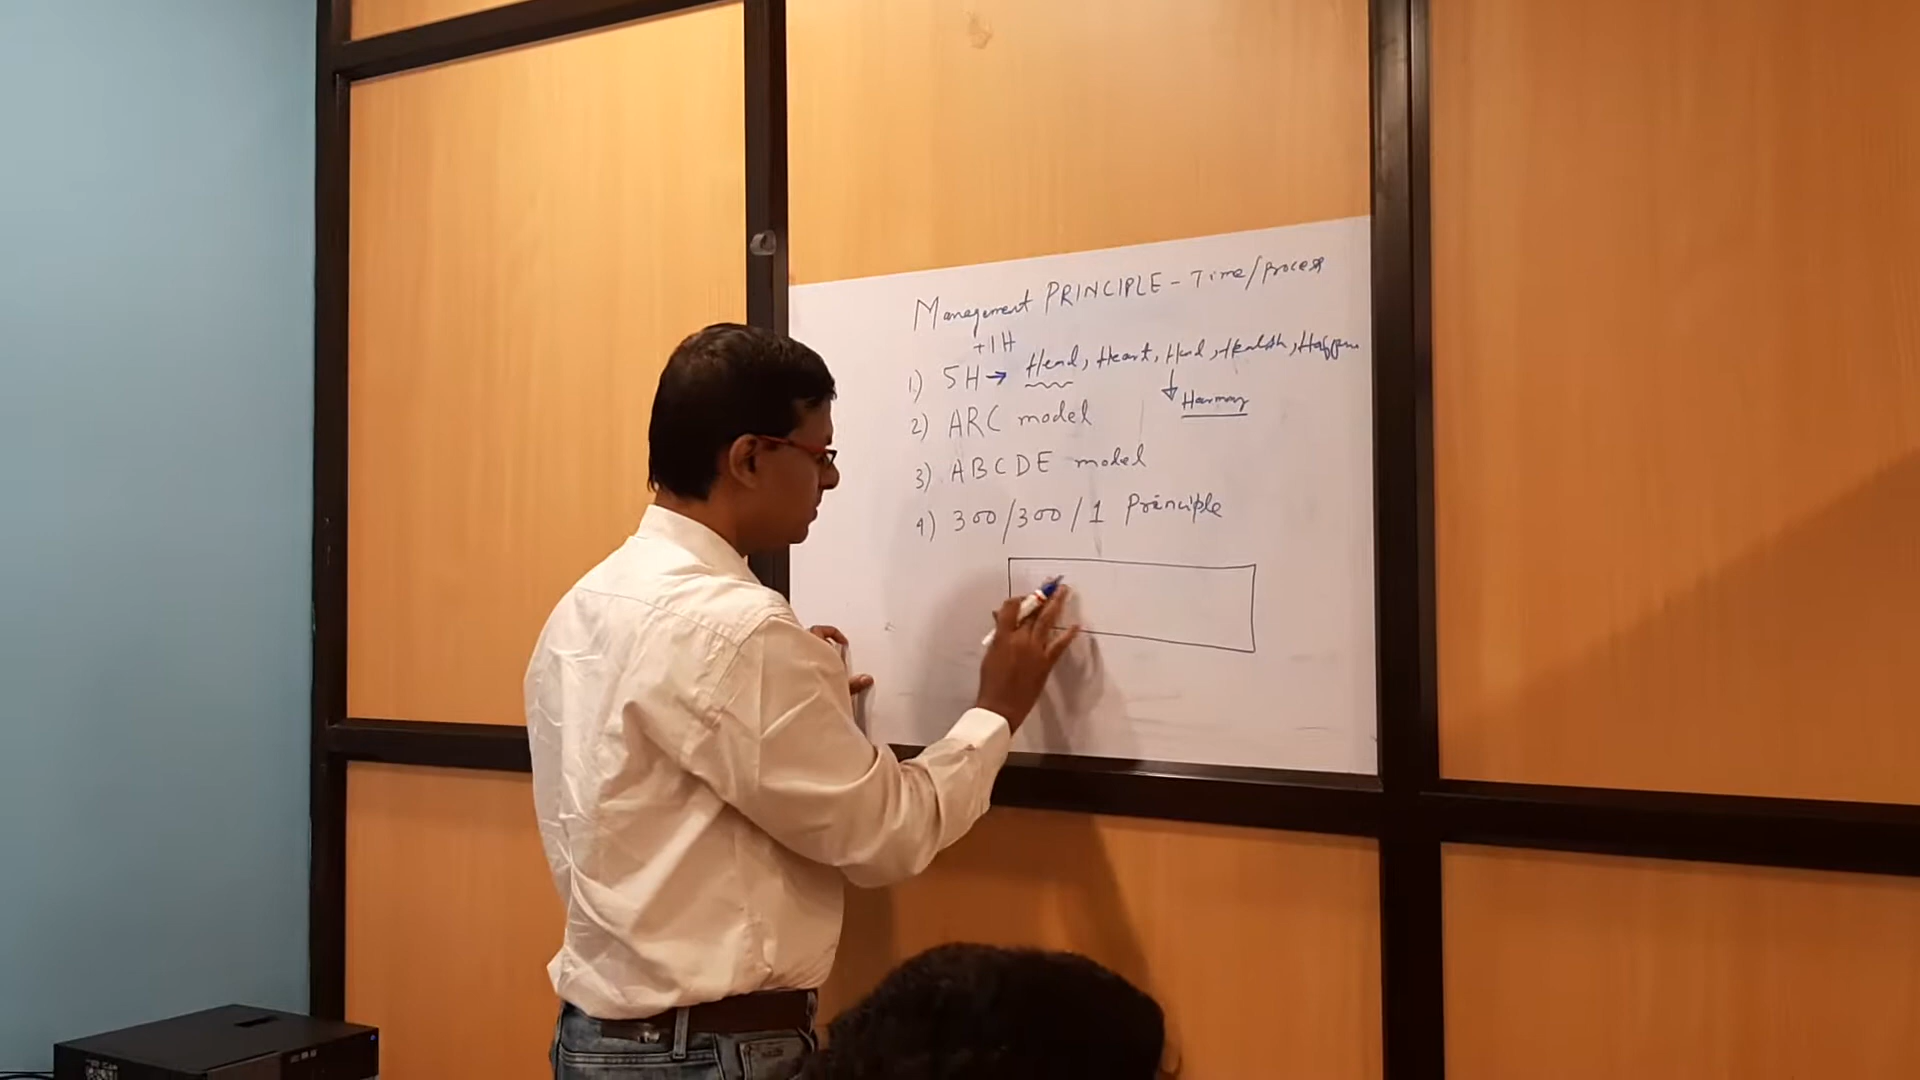 Management PRINCIPLE - Time/Process
+1H
1) 5H → Head, Heart, Hand, Health, Happen
↓ Harmony
2) ARC model
3) ABCDE model
4) 300/300/1 Principle